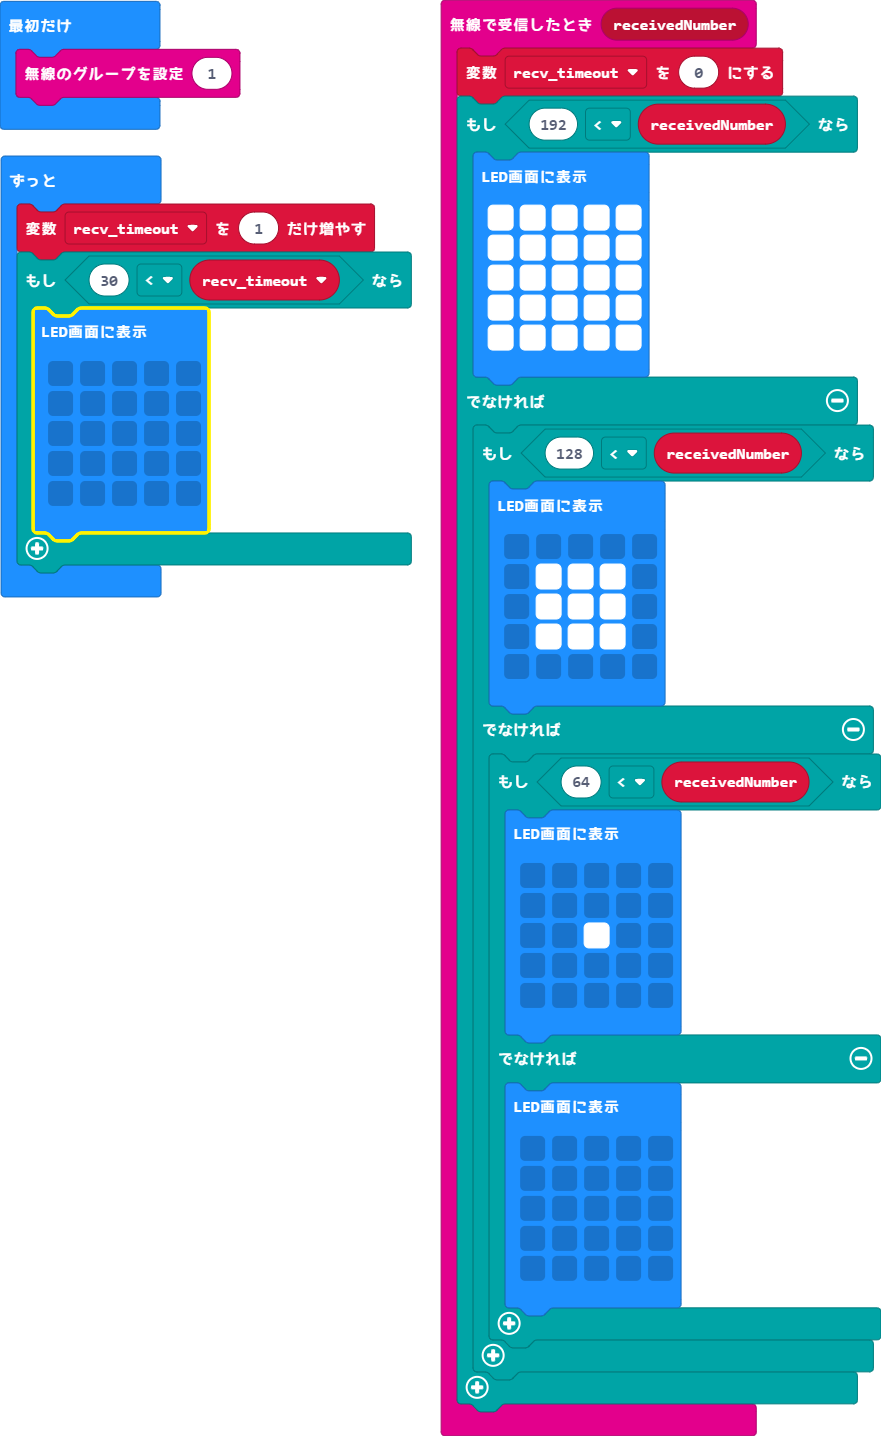 最初だけ
無線のグループを設定 1
ずっと
変数 recv_timeout を 1 だけ増やす
もし 30 < recv_timeout なら
LED画面に表示
無線で受信したとき receivedNumber
変数 recv_timeout を 0 にする
もし 192 < receivedNumber なら
LED画面に表示
でなければ
もし 128 < receivedNumber なら
LED画面に表示
でなければ
もし 64 < receivedNumber なら
LED画面に表示
でなければ
LED画面に表示